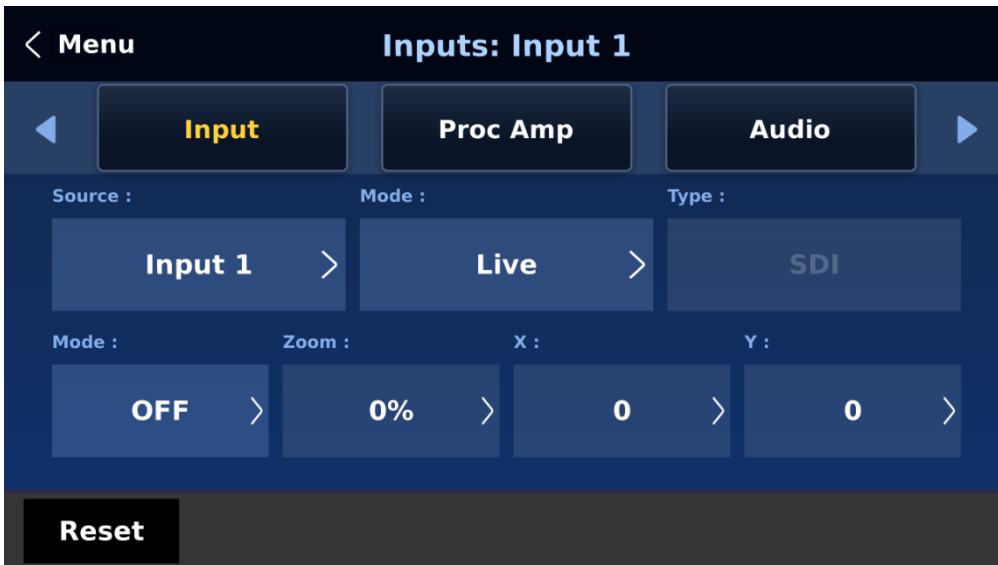 Menu
Inputs: Input 1
Input
Proc Amp
Audio
Source :
Mode :
Type :
Input 1
Live
SDI
Mode :
Zoom :
X :
Y :
OFF
0%
0
0
Reset